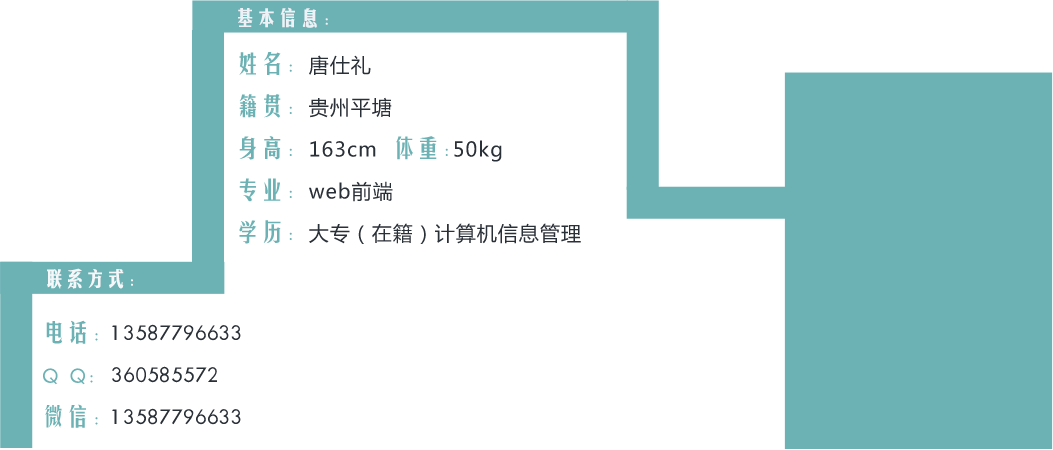 基本信息：
姓名： 唐仕礼
籍贯： 贵州平塘
身高： 163cm 体重：50kg
专业： web前端
学历： 大专（在籍）计算机信息管理
联系方式：
电话：13587796633
Q Q： 360585572
微信：13587796633